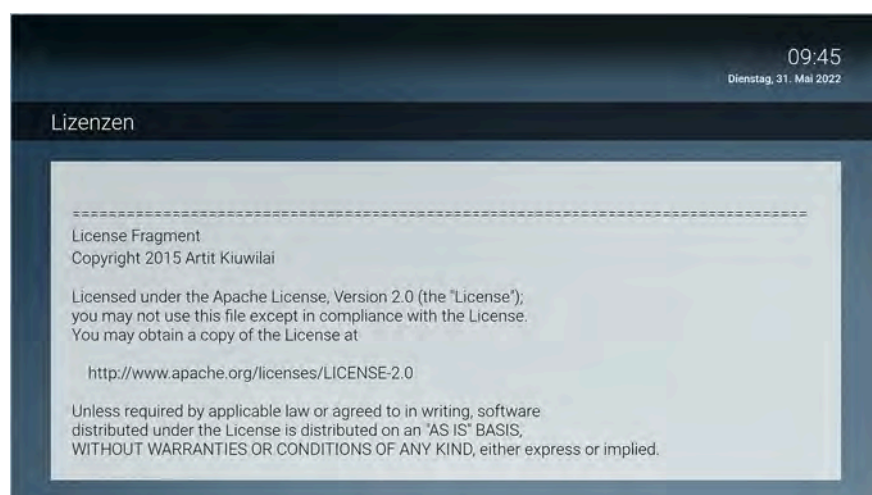 09:45
Dienstag, 31. Mai 2022
Lizenzen
================================================================================
License Fragment
Copyright 2015 Artit Kiuwilai
Licensed under the Apache License, Version 2.0 (the "License");
you may not use this file except in compliance with the License.
You may obtain a copy of the License at
http://www.apache.org/licenses/LICENSE-2.0
Unless required by applicable law or agreed to in writing, software
distributed under the License is distributed on an "AS IS" BASIS,
WITHOUT WARRANTIES OR CONDITIONS OF ANY KIND, either express or implied.